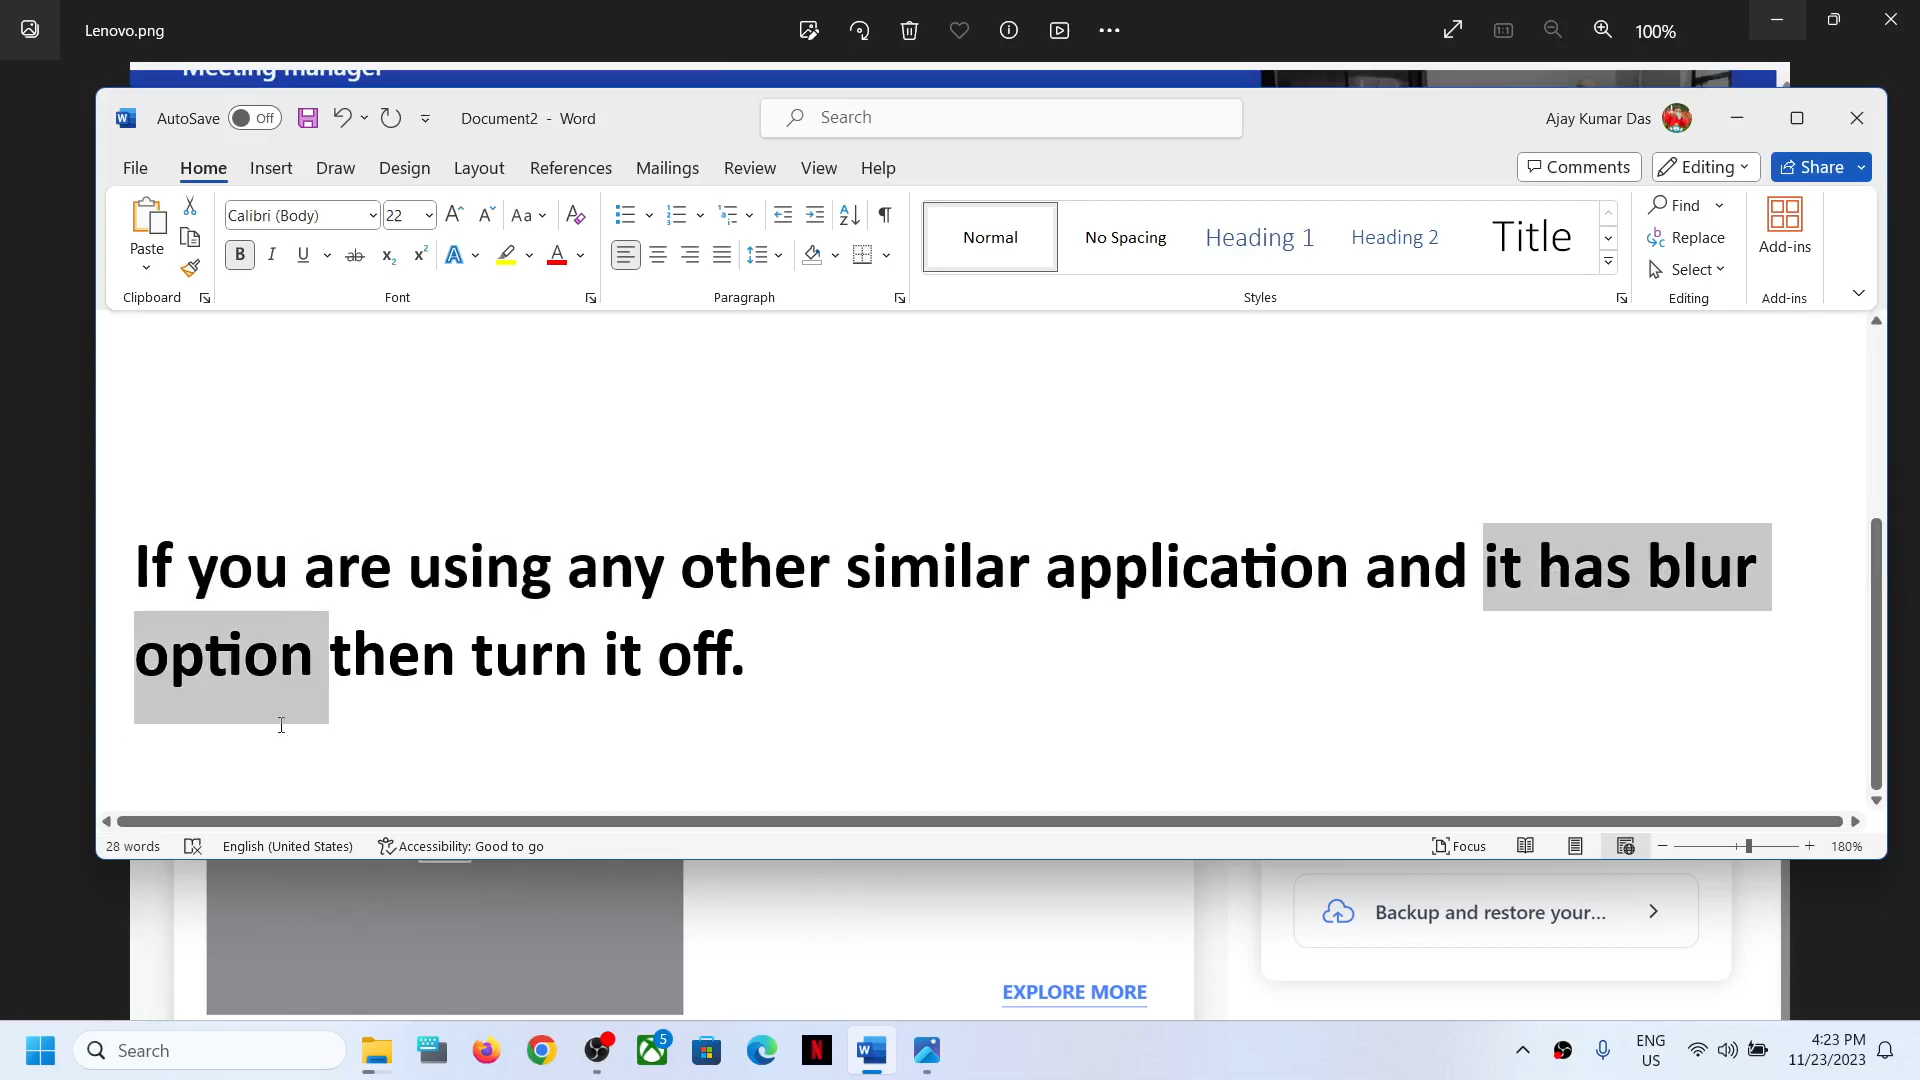 Lenovo.png
100%
Meeting manager
AutoSave Off
Document2 - Word
Search
Ajay Kumar Das
File Home Insert Draw Design Layout References Mailings Review View Help
Comments Editing Share
Paste
Calibri (Body) 22
Normal No Spacing Heading 1 Heading 2 Title
Find
Replace
Select
Add-ins
Clipboard Font Paragraph Styles Editing Add-ins
If you are using any other similar application and it has blur
option then turn it off.
28 words English (United States) Accessibility: Good to go Focus 180%
Backup and restore your...
EXPLORE MORE
Search
5
ENG
US
4:23 PM
11/23/2023